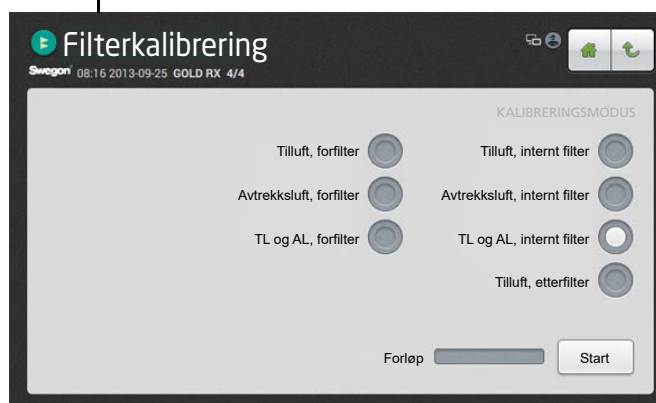 Filterkalibrering
Swegon 08:16 2013-09-25 GOLD RX 4/4
KALIBRERINGSMODUS
Tilluft, forfilter
Tilluft, internt filter
Avtrekksluft, forfilter
Avtrekksluft, internt filter
TL og AL, forfilter
TL og AL, internt filter
Tilluft, etterfilter
Forløp
Start